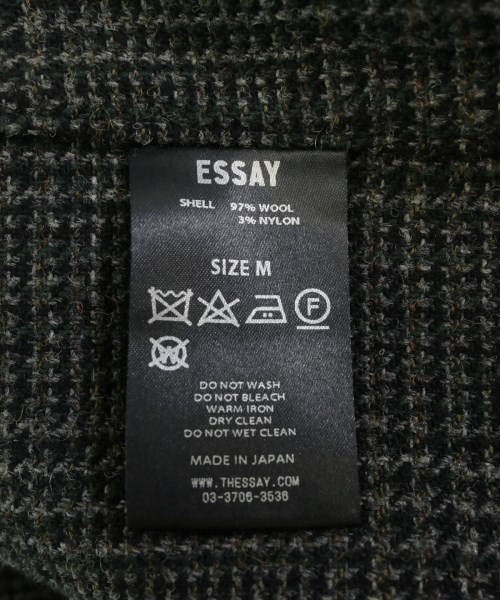 ESSAY
SHELL 97% WOOL
3% NYLON
SIZE M
F
W
DO NOT WASH
DO NOT BLEACH
WARM IRON
DRY CLEAN
DO NOT WET CLEAN
MADE IN JAPAN
WWW.THESSAY.COM
03-3706-3536